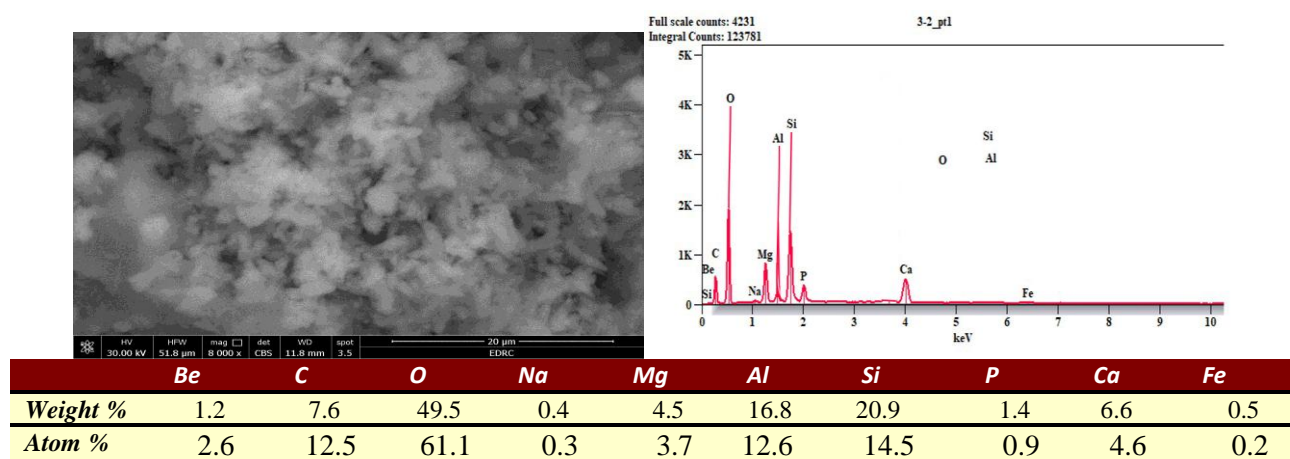 Full scale counts: 4231
3-2_pt1
Integral Counts: 123781
5K
4K
3K
2K
1K
0
O
Al
Si
Si
O
Al
C
Be
Si
Na
Mg
P
Ca
Fe
0 1 2 3 4 5 6 7 8 9 10
keV
HV HFW mag det WD spot
30.00 kV 51.8 µm 8 000 x CBS 11.8 mm 3.5
20 µm
EDRC
Be C O Na Mg Al Si P Ca Fe
Weight % 1.2 7.6 49.5 0.4 4.5 16.8 20.9 1.4 6.6 0.5
Atom % 2.6 12.5 61.1 0.3 3.7 12.6 14.5 0.9 4.6 0.2